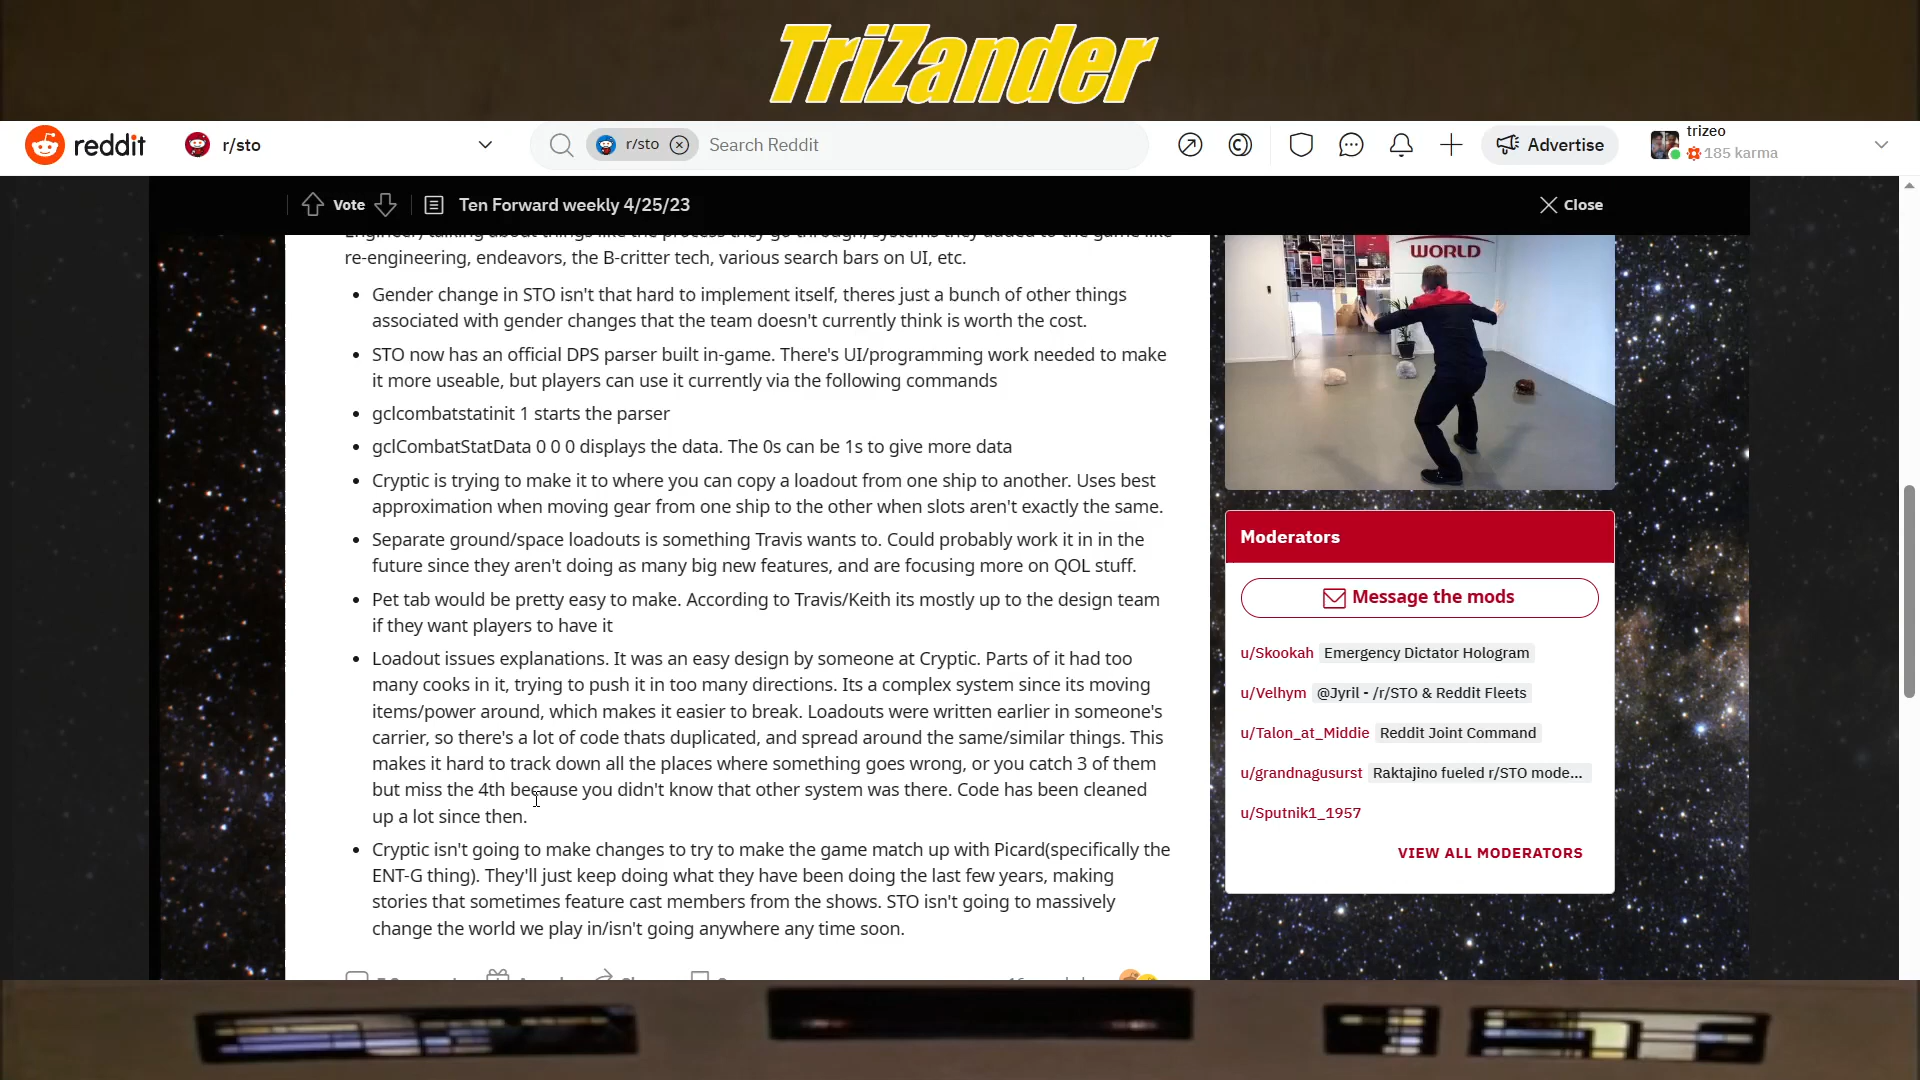 TriZander
reddit
r/sto
r/sto
Search Reddit
Advertise
trizeo
185 karma
Vote
Ten Forward weekly 4/25/23
Close
Engineer) talking about things like the process they go through, systems they added to the game like
re-engineering, endeavors, the B-critter tech, various search bars on UI, etc.
Gender change in STO isn't that hard to implement itself, theres just a bunch of other things
associated with gender changes that the team doesn't currently think is worth the cost.
STO now has an official DPS parser built in-game. There's UI/programming work needed to make
it more useable, but players can use it currently via the following commands
gclcombatstatinit 1 starts the parser
gclCombatStatData 0 0 0 displays the data. The 0s can be 1s to give more data
Cryptic is trying to make it to where you can copy a loadout from one ship to another. Uses best
approximation when moving gear from one ship to the other when slots aren't exactly the same.
Separate ground/space loadouts is something Travis wants to. Could probably work it in in the
future since they aren't doing as many big new features, and are focusing more on QOL stuff.
Pet tab would be pretty easy to make. According to Travis/Keith its mostly up to the design team
if they want players to have it
Loadout issues explanations. It was an easy design by someone at Cryptic. Parts of it had too
many cooks in it, trying to push it in too many directions. Its a complex system since its moving
items/power around, which makes it easier to break. Loadouts were written earlier in someone's
carrier, so there's a lot of code thats duplicated, and spread around the same/similar things. This
makes it hard to track down all the places where something goes wrong, or you catch 3 of them
but miss the 4th because you didn't know that other system was there. Code has been cleaned
up a lot since then.
Cryptic isn't going to make changes to try to make the game match up with Picard(specifically the
ENT-G thing). They'll just keep doing what they have been doing the last few years, making
stories that sometimes feature cast members from the shows. STO isn't going to massively
change the world we play in/isn't going anywhere any time soon.
WORLD
Moderators
Message the mods
u/Skookah Emergency Dictator Hologram
u/Velhym @Jyril - /r/STO & Reddit Fleets
u/Talon_at_Middie Reddit Joint Command
u/grandnagusurst Raktajino fueled r/STO mode...
u/Sputnik1_1957
VIEW ALL MODERATORS